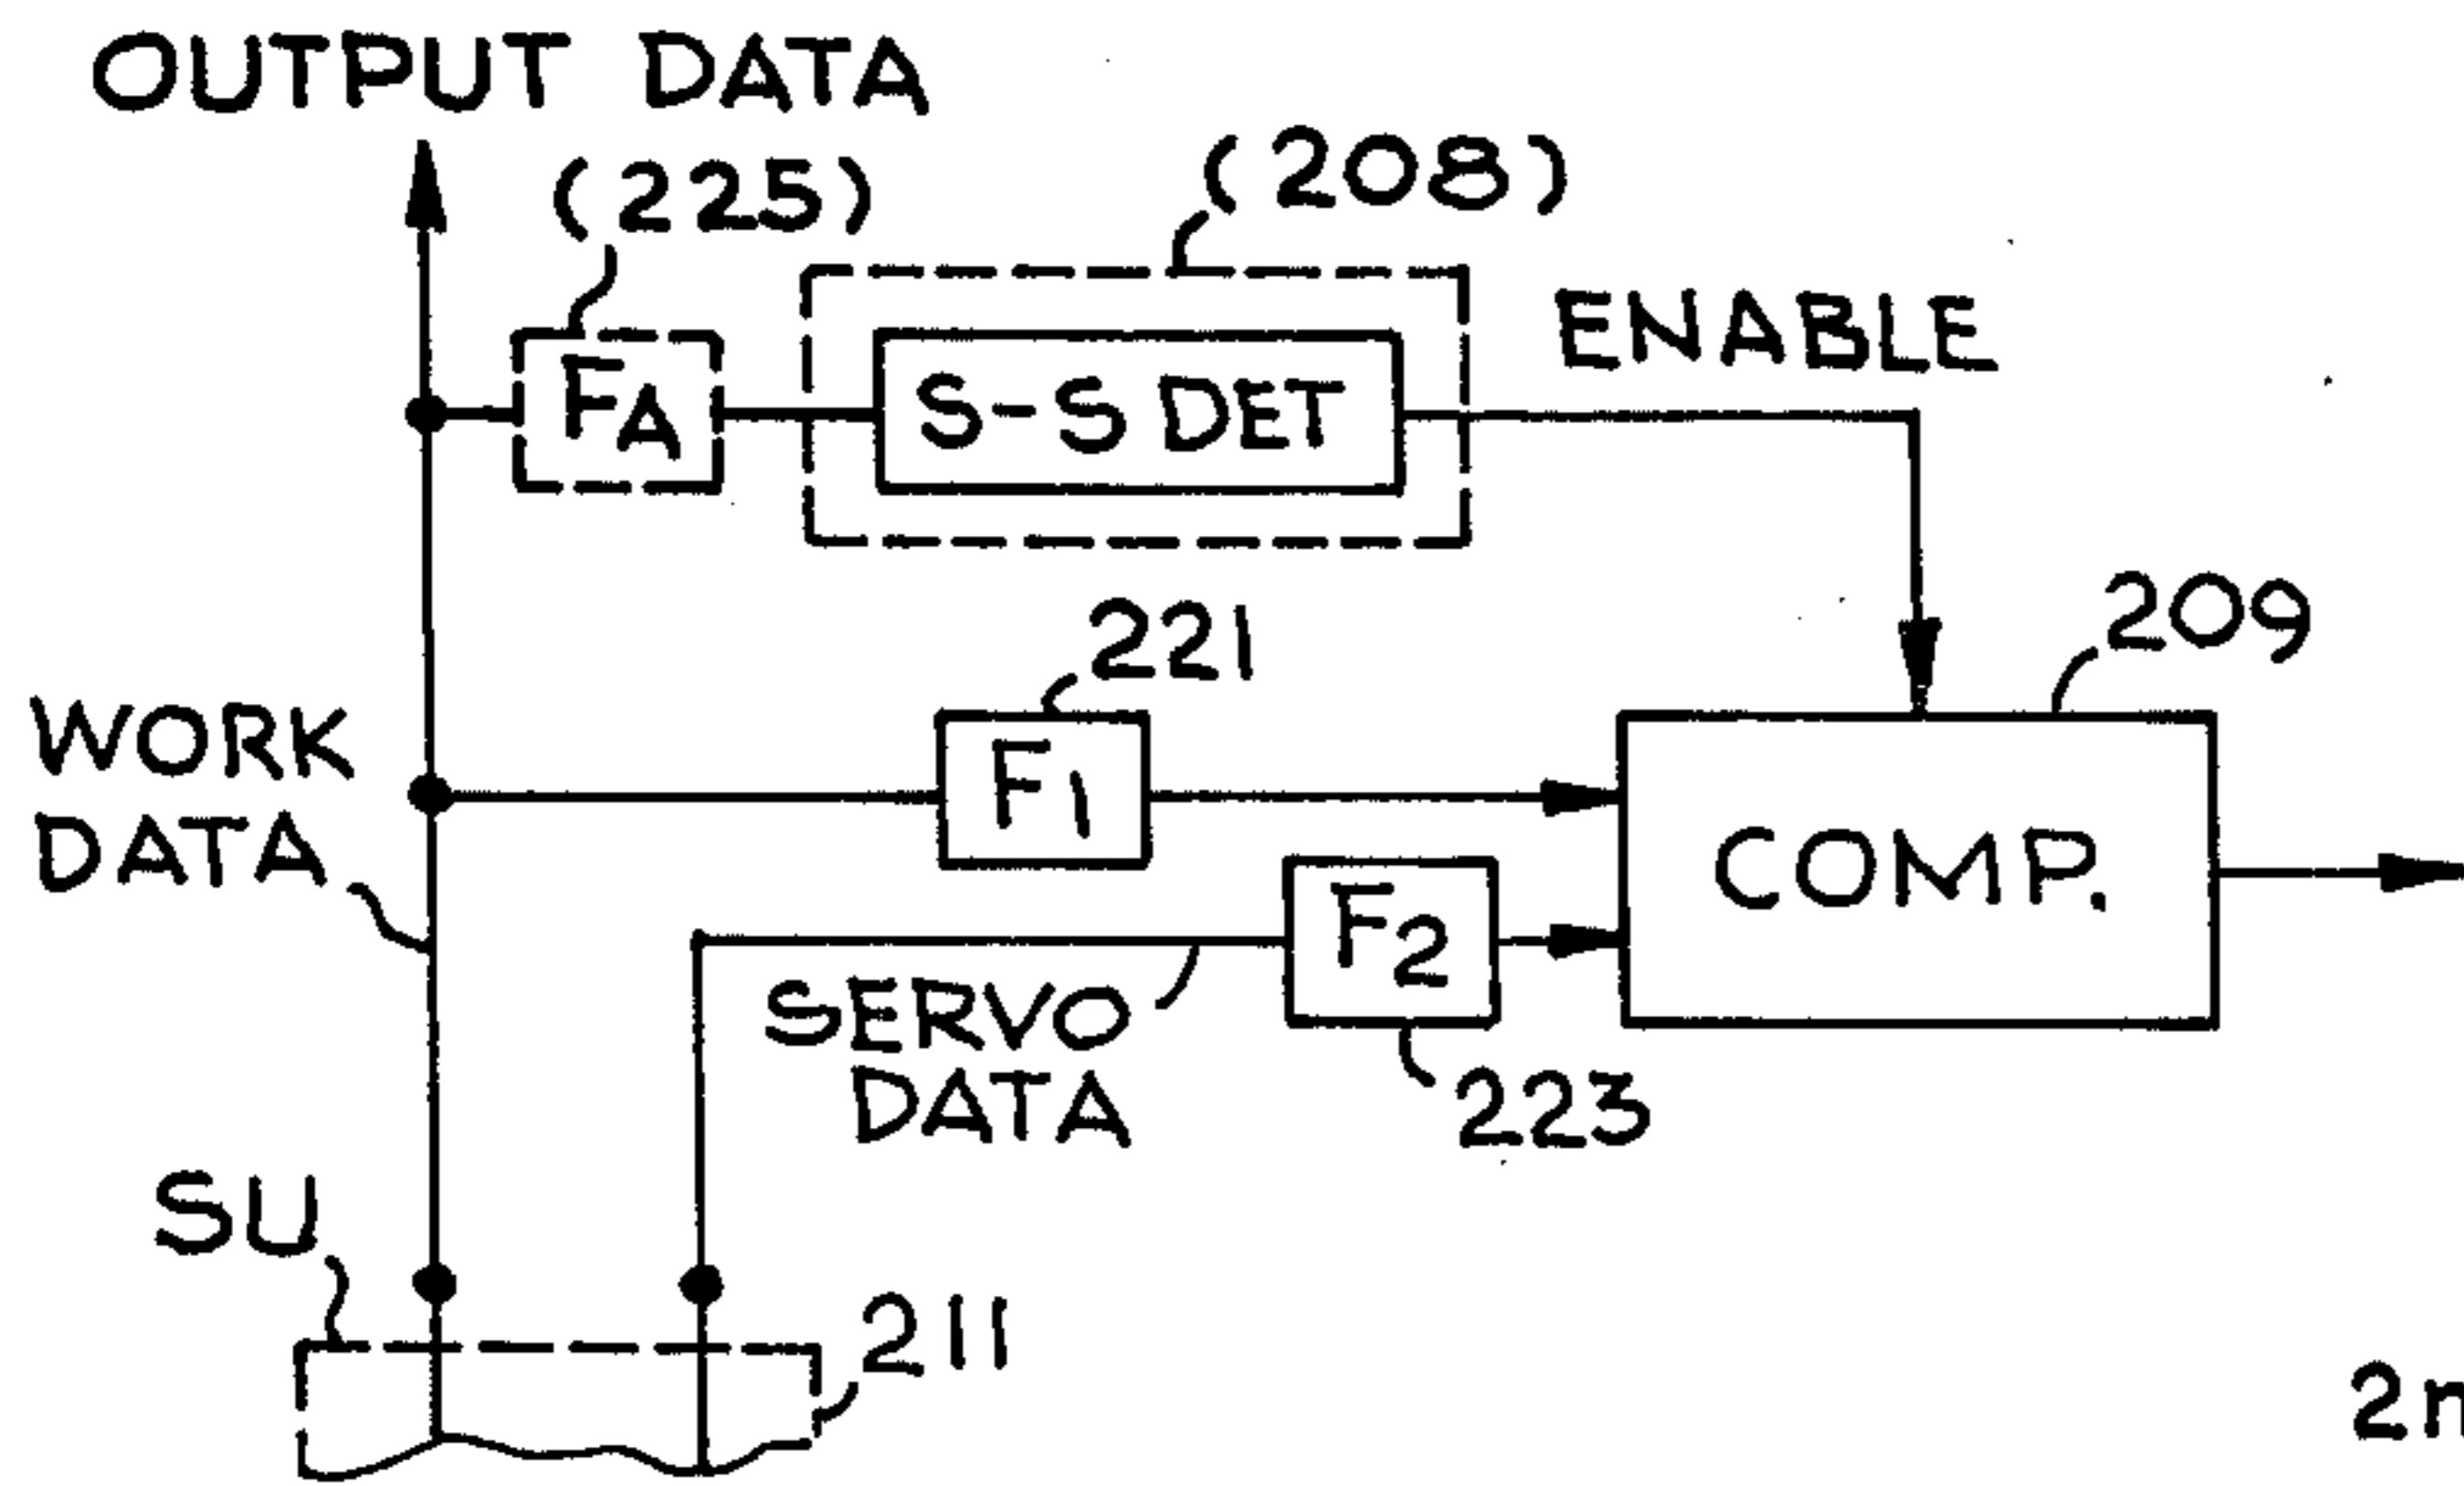 OUTPUT DATA
(225)
(208)
FA
S-S DET
ENABLE
221
209
WORK
DATA
F1
COMP.
F2
SERVO
DATA
223
SU
211